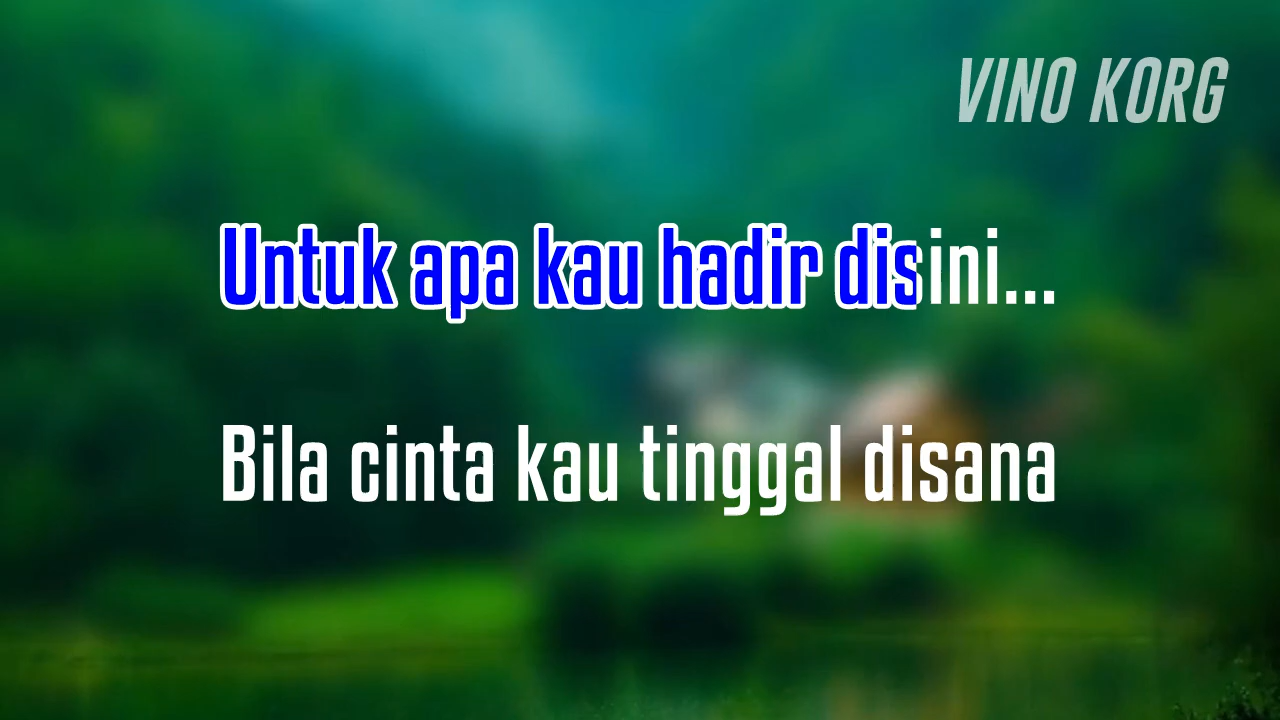 VINO KORG
Untuk apa kau hadir disini...
Bila cinta kau tinggal disana